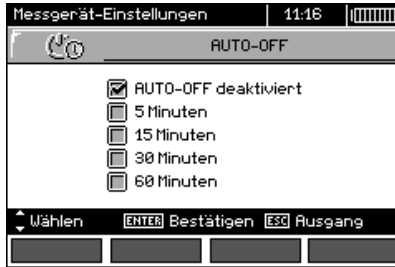 Messgerät-Einstellungen 11:16
AUTO-OFF
AUTO-OFF deaktiviert
5 Minuten
15 Minuten
30 Minuten
60 Minuten
Wählen ENTER Bestätigen ESC Ausgang